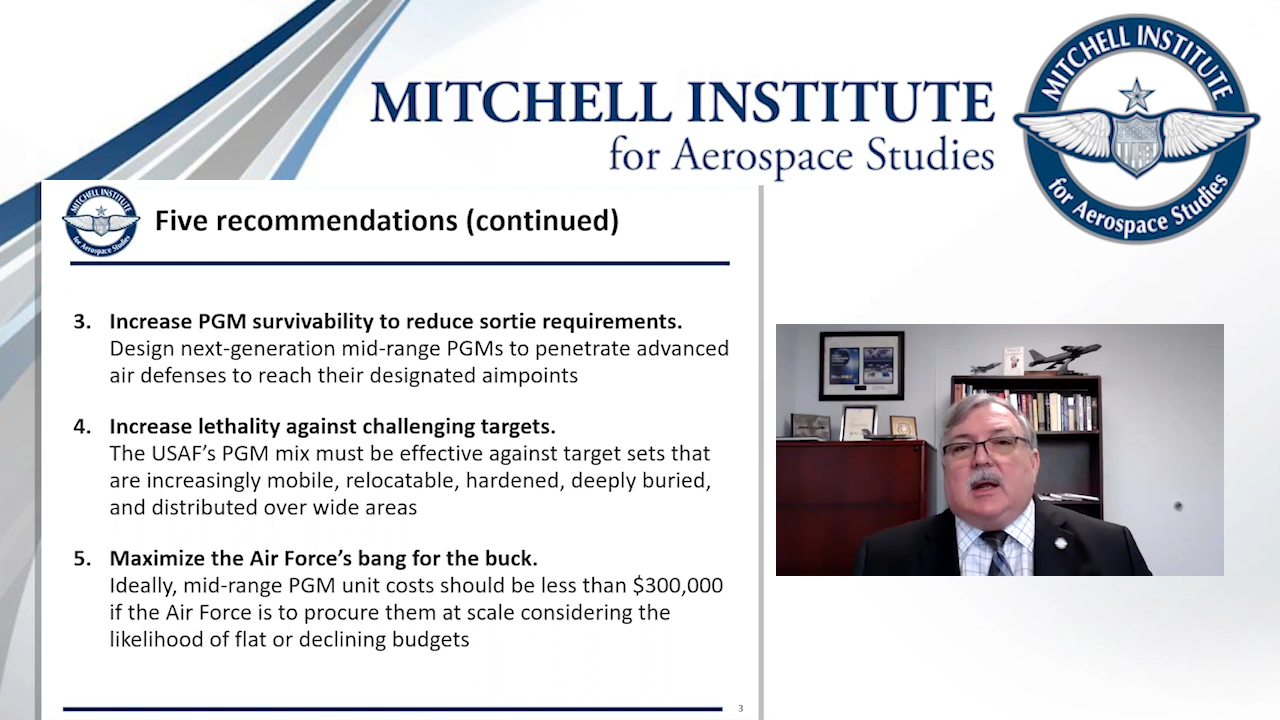 MITCHELL INSTITUTE
for Aerospace Studies
MITCHELL INSTITUTE
for Aerospace Studies
MITCHELL INSTITUTE
for Aerospace Studies
Five recommendations (continued)
3. Increase PGM survivability to reduce sortie requirements.
Design next-generation mid-range PGMs to penetrate advanced
air defenses to reach their designated aimpoints
4. Increase lethality against challenging targets.
The USAF’s PGM mix must be effective against target sets that
are increasingly mobile, relocatable, hardened, deeply buried,
and distributed over wide areas
5. Maximize the Air Force’s bang for the buck.
Ideally, mid-range PGM unit costs should be less than $300,000
if the Air Force is to procure them at scale considering the
likelihood of flat or declining budgets
3